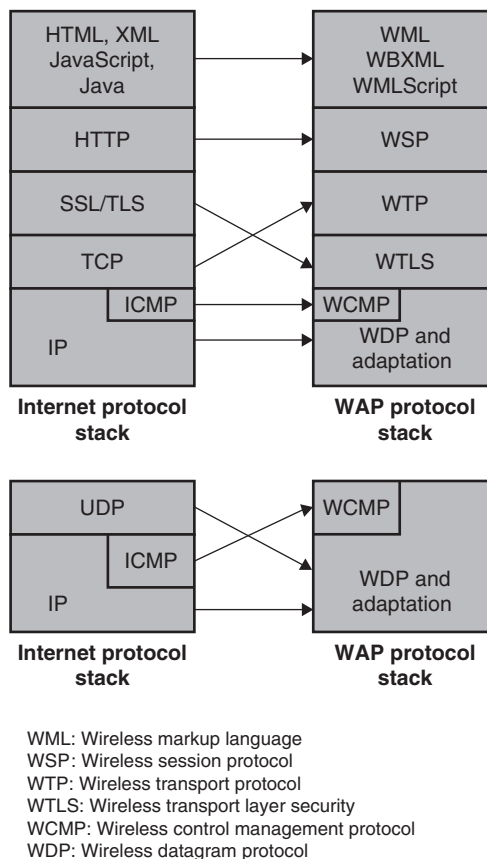 HTML, XML
JavaScript,
Java
WML
WBXML
WMLScript
HTTP
WSP
SSL/TLS
WTP
TCP
WTLS
ICMP
WCMP
IP
WDP and
adaptation
Internet protocol
stack
WAP protocol
stack
UDP
WCMP
ICMP
IP
WDP and
adaptation
Internet protocol
stack
WAP protocol
stack
WML: Wireless markup language
WSP: Wireless session protocol
WTP: Wireless transport protocol
WTLS: Wireless transport layer security
WCMP: Wireless control management protocol
WDP: Wireless datagram protocol